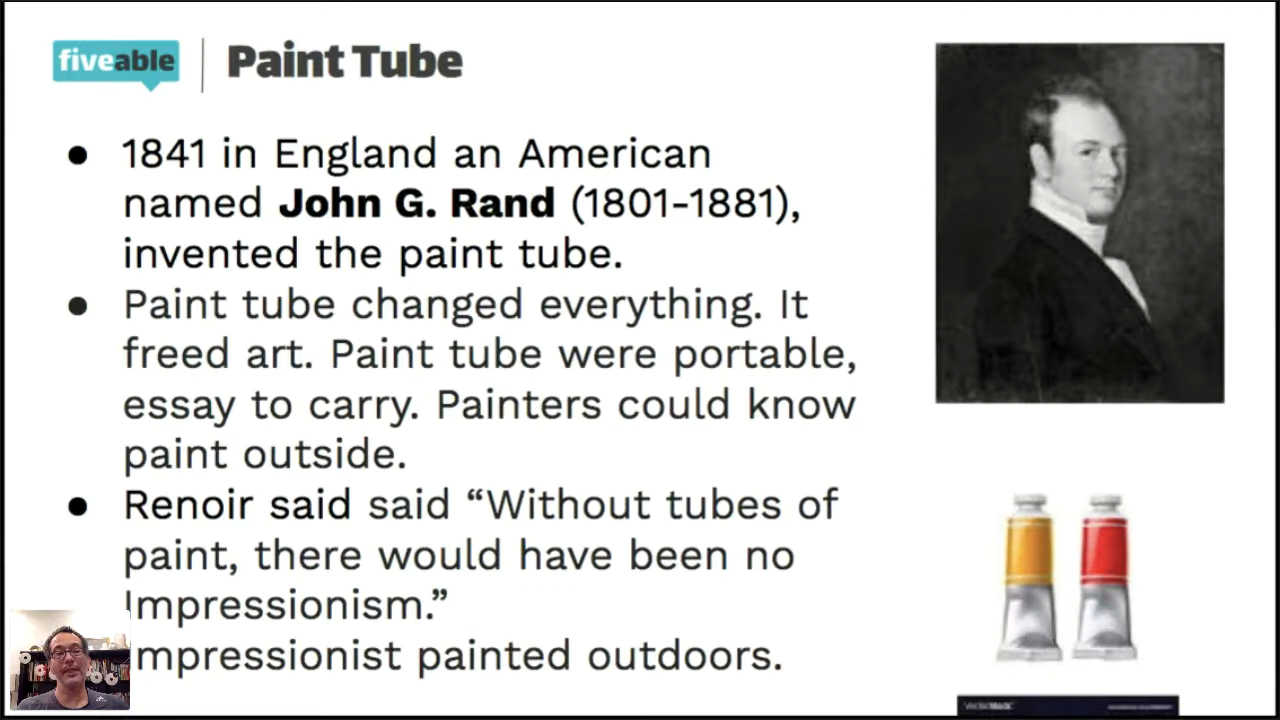 fiveable
Paint Tube
● 1841 in England an American
named John G. Rand (1801-1881),
invented the paint tube.
● Paint tube changed everything. It
freed art. Paint tube were portable,
essay to carry. Painters could know
paint outside.
● Renoir said said “Without tubes of
paint, there would have been no
Impressionism.”
mpressionist painted outdoors.
VectorStock